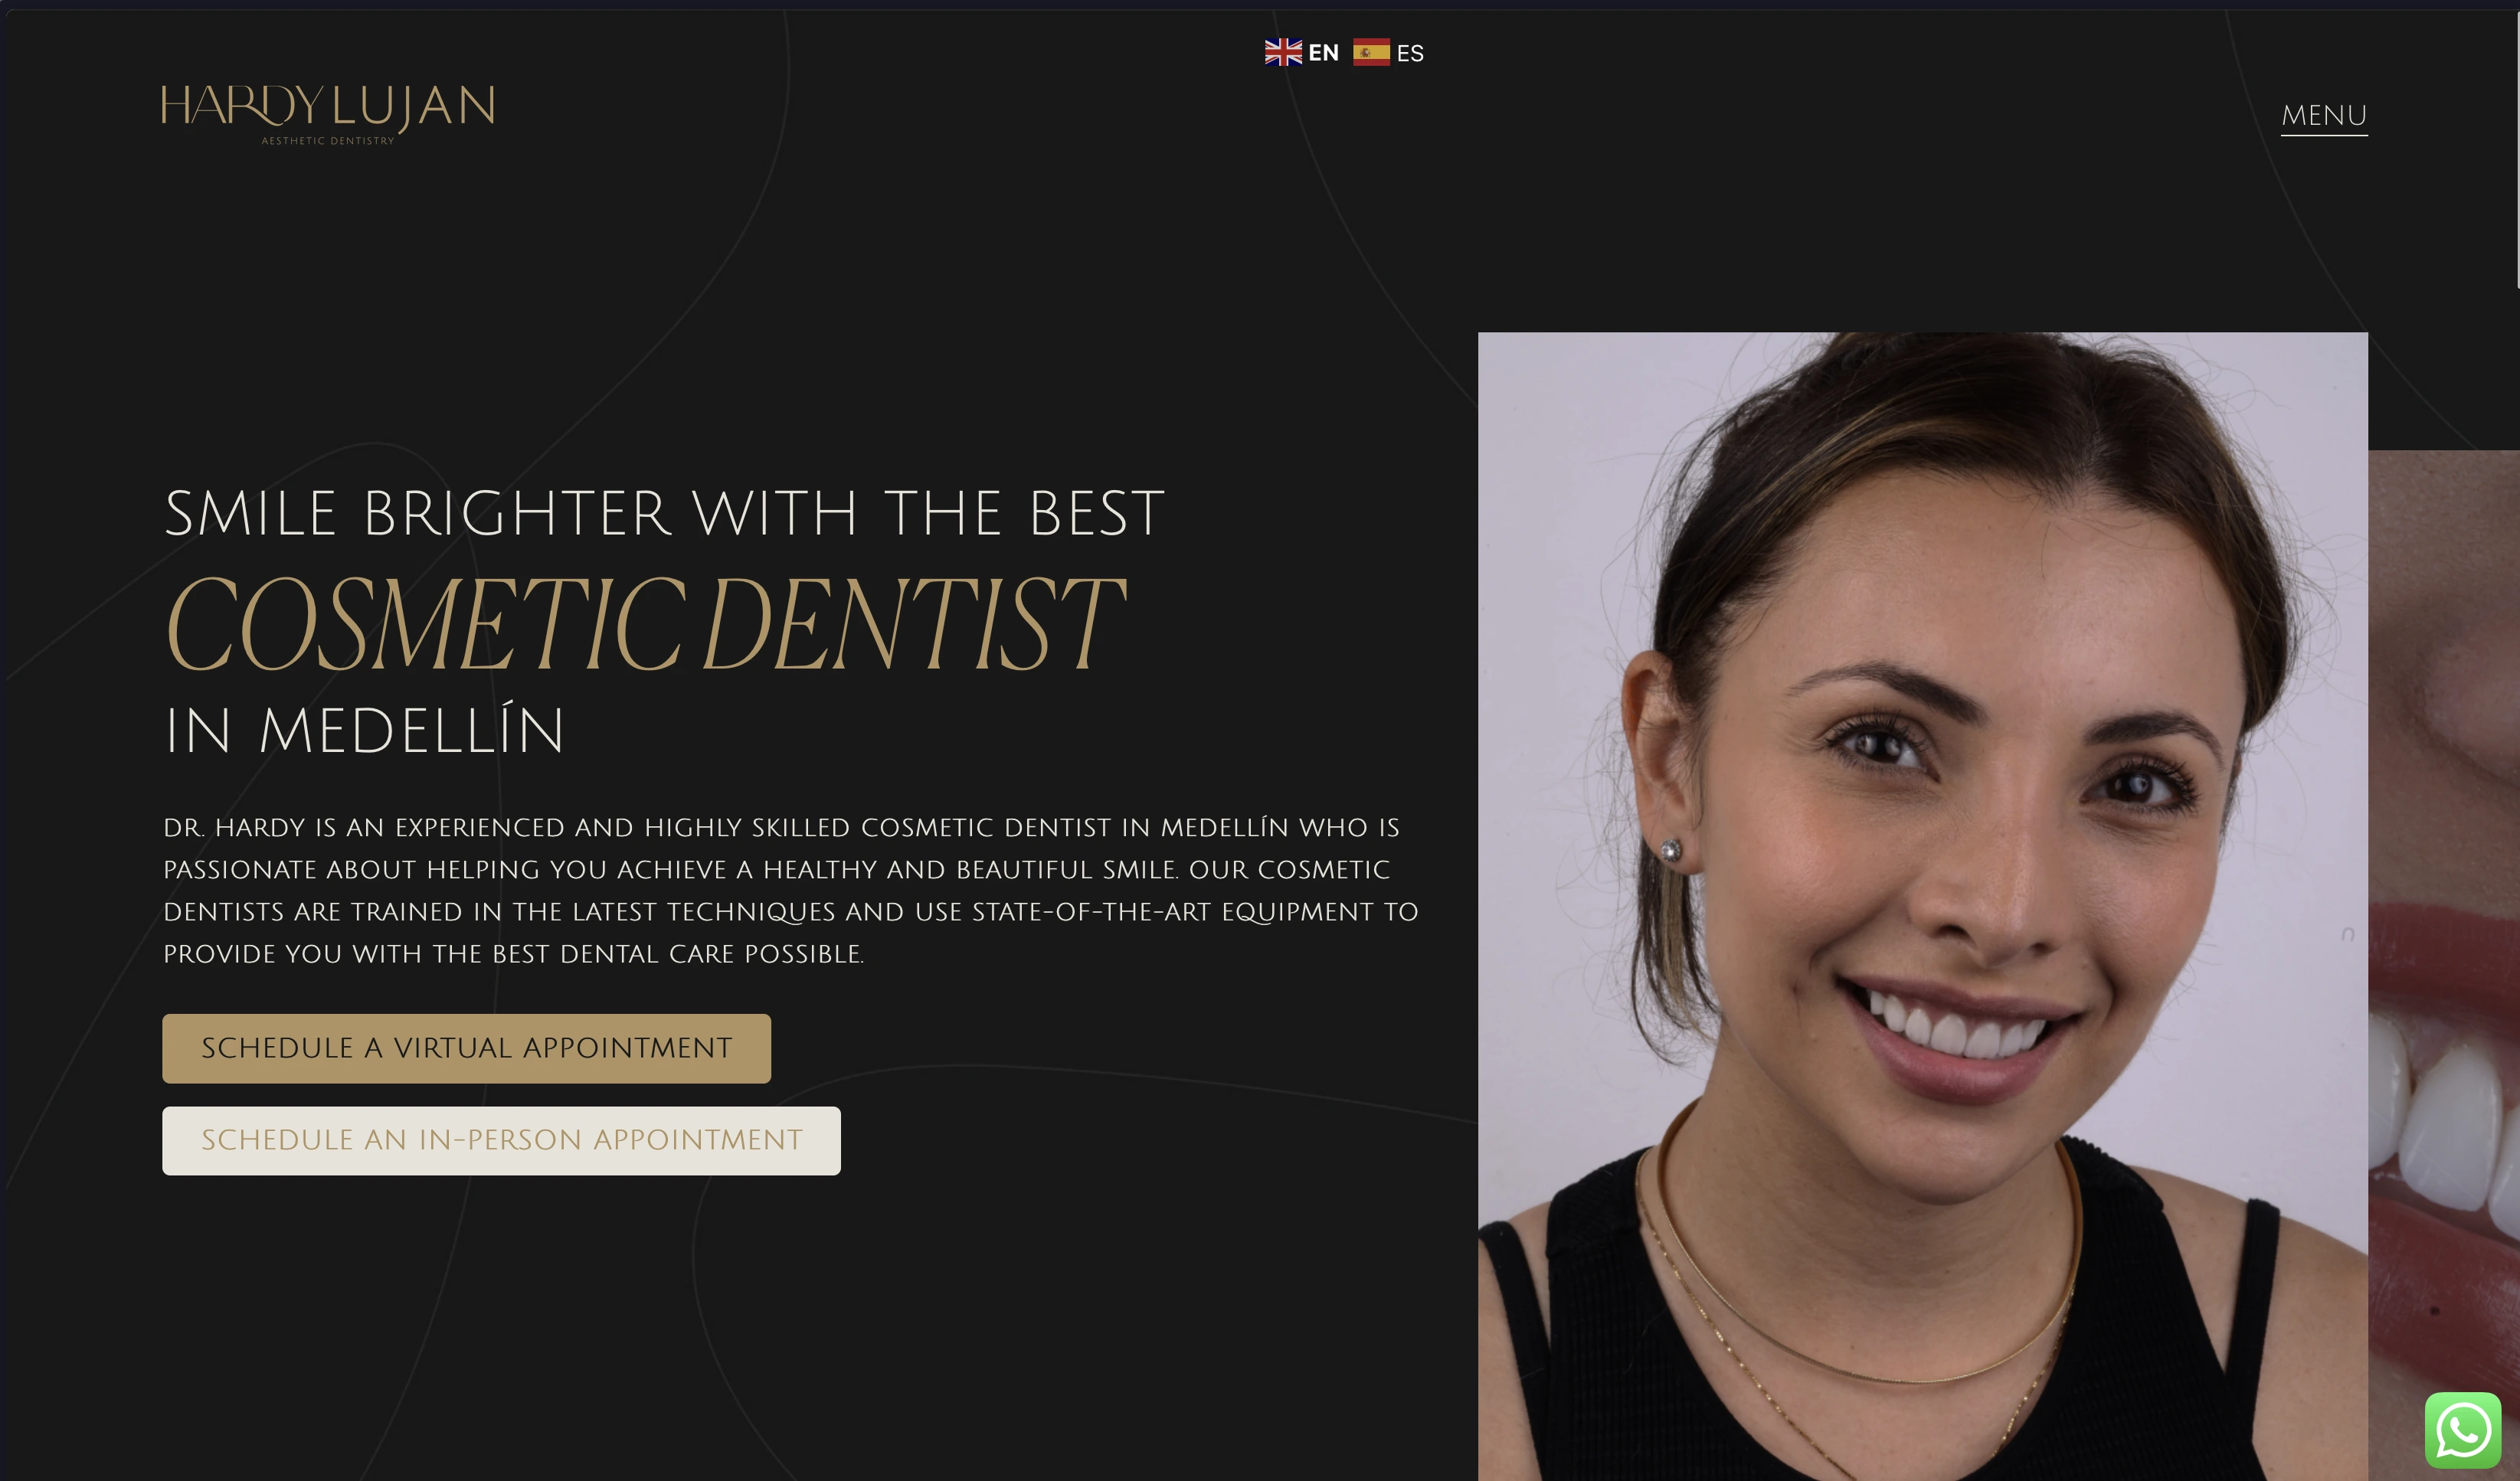 EN ES
HARDY LUJAN
AESTHETIC DENTISTRY
MENU
SMILE BRIGHTER WITH THE BEST
COSMETIC DENTIST
IN MEDELLÍN
DR. HARDY IS AN EXPERIENCED AND HIGHLY SKILLED COSMETIC DENTIST IN MEDELLÍN WHO IS
PASSIONATE ABOUT HELPING YOU ACHIEVE A HEALTHY AND BEAUTIFUL SMILE. OUR COSMETIC
DENTISTS ARE TRAINED IN THE LATEST TECHNIQUES AND USE STATE-OF-THE-ART EQUIPMENT TO
PROVIDE YOU WITH THE BEST DENTAL CARE POSSIBLE.
SCHEDULE A VIRTUAL APPOINTMENT
SCHEDULE AN IN-PERSON APPOINTMENT